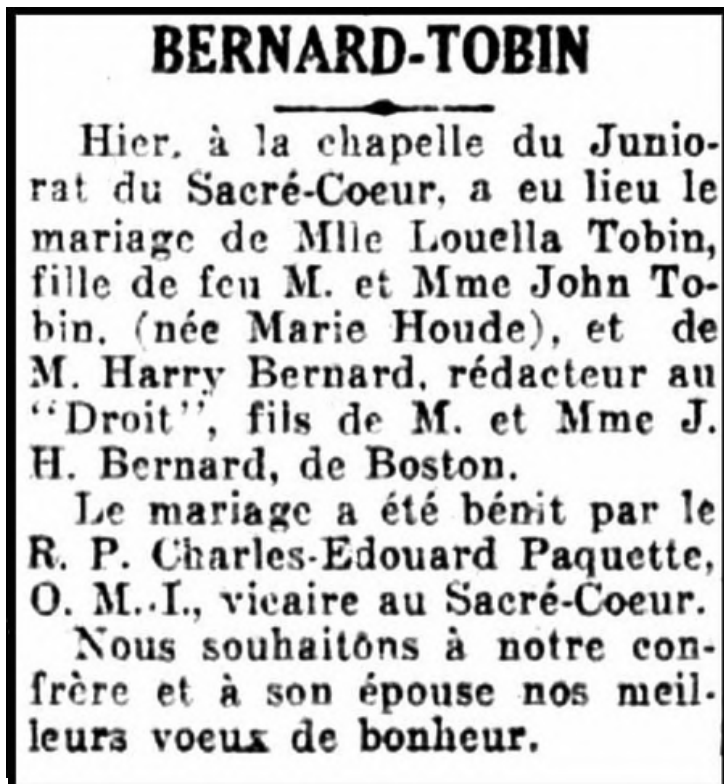 BERNARD-TOBIN
Hier, à la chapelle du Junio-
rat du Sacré-Coeur, a eu lieu le
mariage de Mlle Louella Tobin,
fille de feu M. et Mme John To-
bin, (née Marie Houde), et de
M. Harry Bernard, rédacteur au
"Droit", fils de M. et Mme J.
H. Bernard, de Boston.
Le mariage a été bénit par le
R. P. Charles-Edouard Paquette,
O. M. I., vicaire au Sacré-Coeur.
Nous souhaitons à notre con-
frère et à son épouse nos meil-
leurs voeux de bonheur.